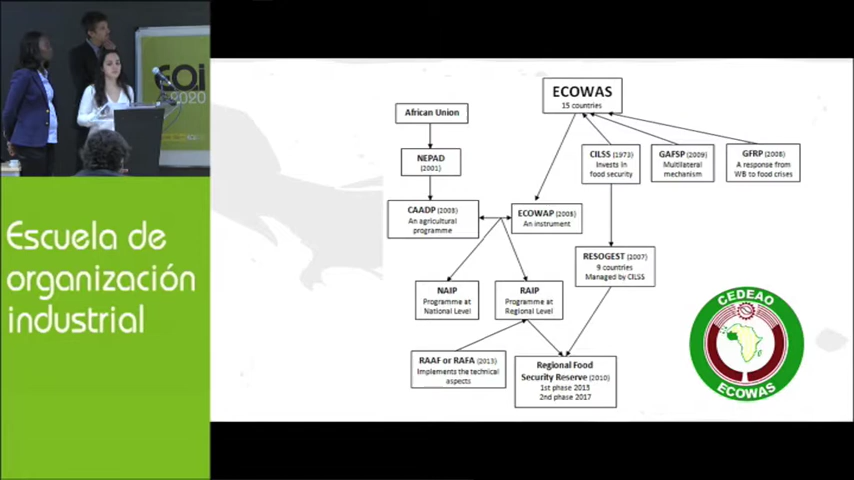 eoi
2020
Escuela de
organización
industrial
ECOWAS
15 countries
African Union
NEPAD
(2001)
CAADP (2003)
An agricultural
programme
ECOWAP (2005)
An instrument
CILSS (1973)
Invests in
food security
GAFSP (2009)
Multilateral
mechanism
GFRP (2008)
A response from
WB to food crises
RESOGEST (2007)
9 countries
Managed by CILSS
NAIP
Programme at
National Level
RAIP
Programme at
Regional Level
RAAF or RAFA (2013)
Implements the technical
aspects
Regional Food
Security Reserve (2010)
1st phase 2013
2nd phase 2017
CEDEAO
ECOWAS